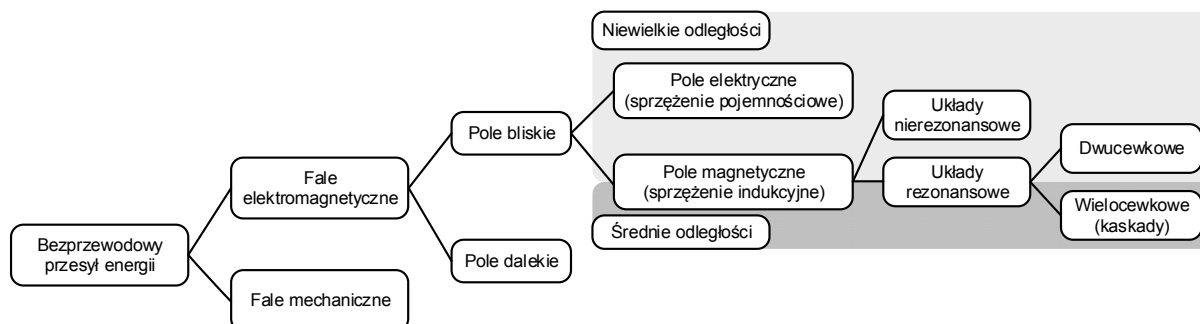 Niewielkie odległości
Pole elektryczne
(sprzężenie pojemnościowe)
Układy
nierezonansowe
Pole bliskie
Dwucewkowe
Fale
elektromagnetyczne
Pole magnetyczne
(sprzężenie indukcyjne)
Układy
rezonansowe
Wielocewkowe
(kaskady)
Średnie odległości
Bezprzewodowy
przesył energii
Pole dalekie
Fale mechaniczne